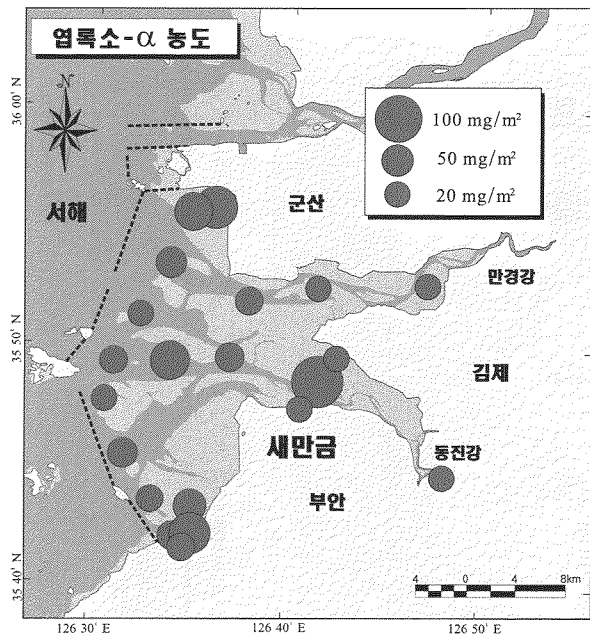 엽록소-α 농도
N
100 mg/m²
50 mg/m²
20 mg/m²
서해
군산
만경강
김제
새만금
동진강
부안
36 00' N
35 50' N
35 40' N
4 0 4 8km
126 30' E
126 40' E
126 50' E